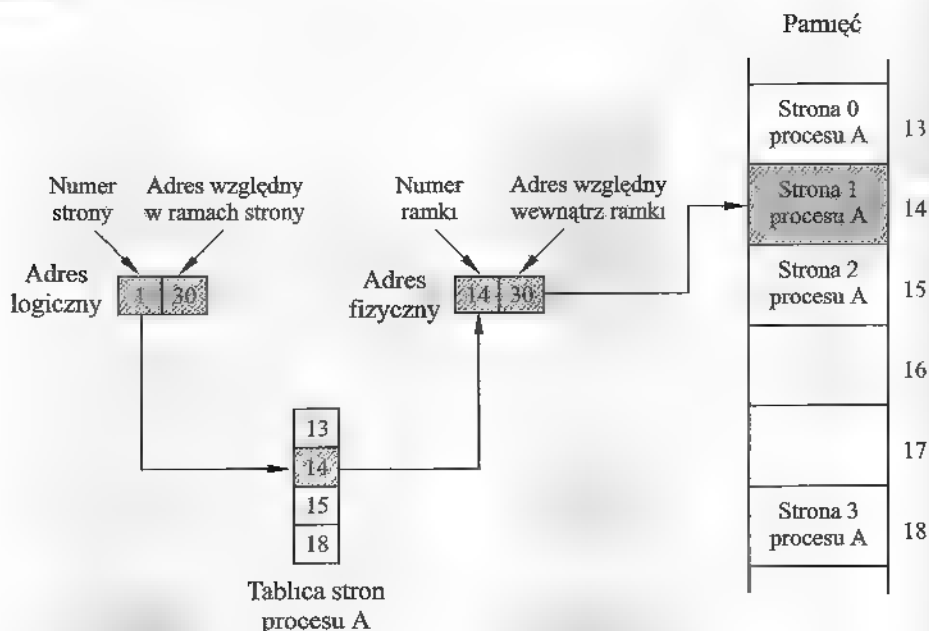 Pamięć
Strona 0
procesu A
13
Numer
strony
Adres względny
w ramach strony
Numer
ramki
Adres względny
wewnątrz ramki
Strona 1
procesu A
14
Adres
logiczny
1
30
Adres
fizyczny
14
30
Strona 2
procesu A
15
16
13
14
15
18
17
Strona 3
procesu A
18
Tablica stron
procesu A